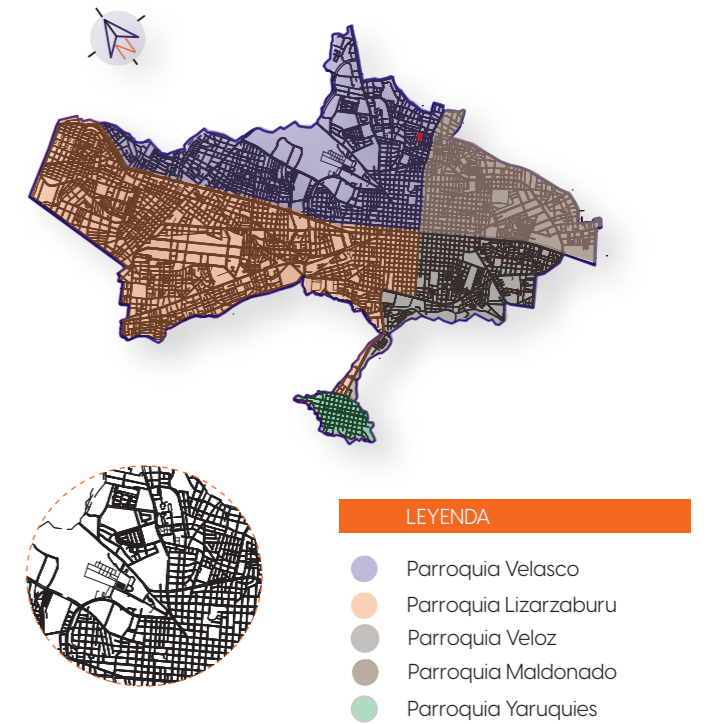 N
LEYENDA
Parroquia Velasco
Parroquia Lizarzaburu
Parroquia Veloz
Parroquia Maldonado
Parroquia Yaruquies